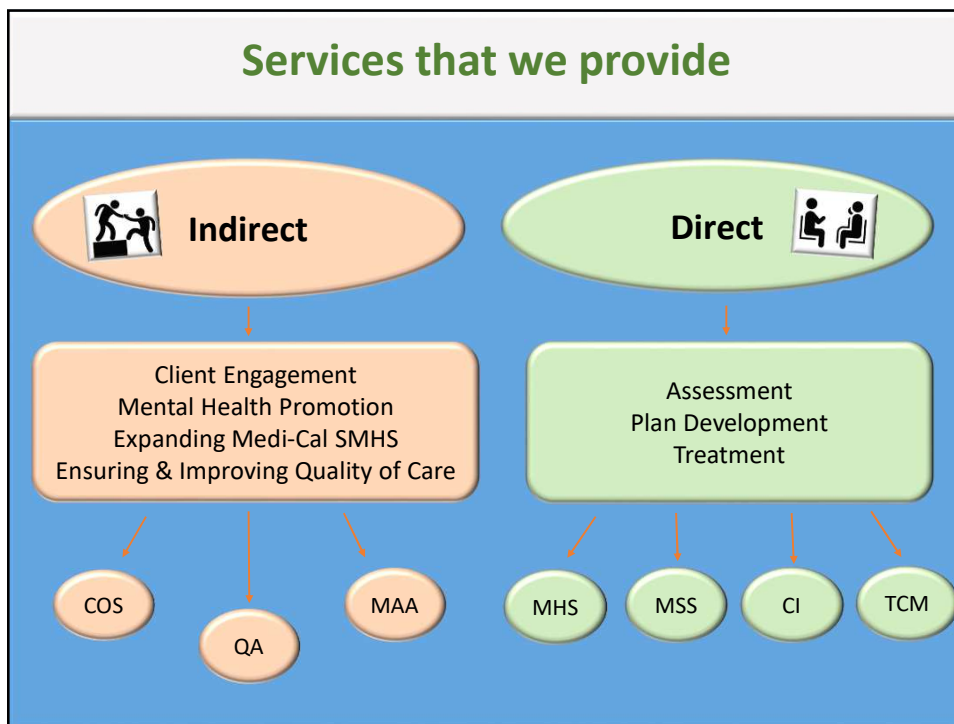 Services that we provide
Indirect
Direct
Client Engagement
Mental Health Promotion
Expanding Medi-Cal SMHS
Ensuring & Improving Quality of Care
Assessment
Plan Development
Treatment
COS
QA
MAA
MHS
MSS
CI
TCM